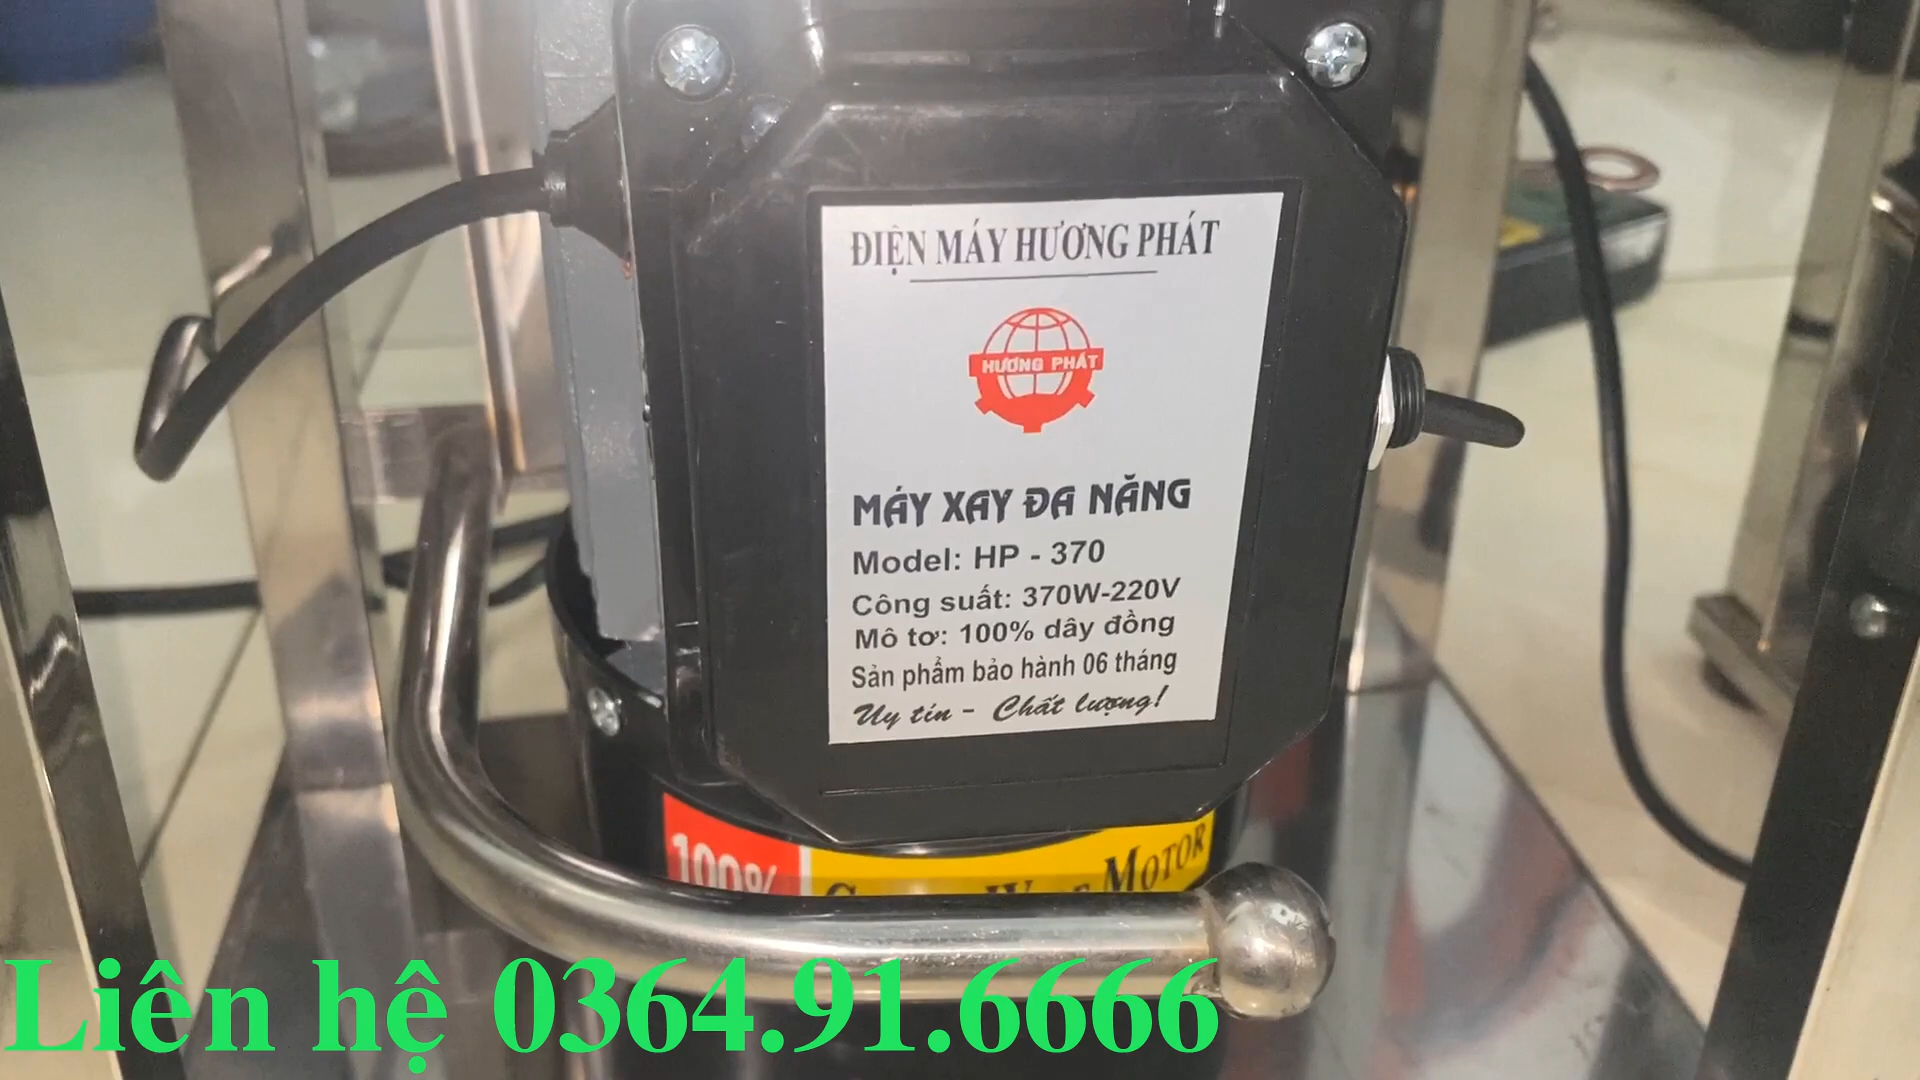 ĐIỆN MÁY HƯƠNG PHÁT
HƯƠNG PHÁT
MÁY XAY ĐA NĂNG
Model: HP - 370
Công suất: 370W-220V
Mô tơ: 100% dây đồng
Sản phẩm bảo hành 06 tháng
Uy tín - Chất lượng!
100%
MOTOR
Liên hệ 0364.91.6666